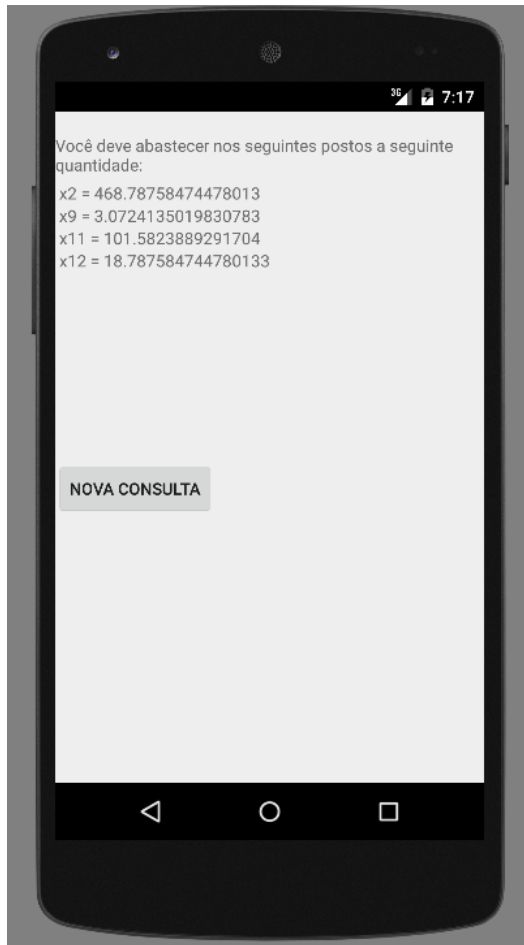 3G 7:17
Você deve abastecer nos seguintes postos a seguinte
quantidade:
x2 = 468.78758474478013
x9 = 3.0724135019830783
x11 = 101.5823889291704
x12 = 18.787584744780133
NOVA CONSULTA